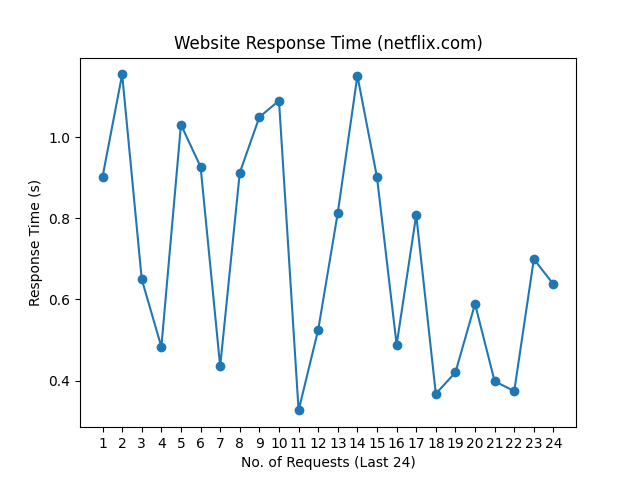 Website Response Time (netflix.com)
Response Time (s)
1.0
0.8
0.6
0.4
1 2 3 4 5 6 7 8 9 10 11 12 13 14 15 16 17 18 19 20 21 22 23 24
No. of Requests (Last 24)